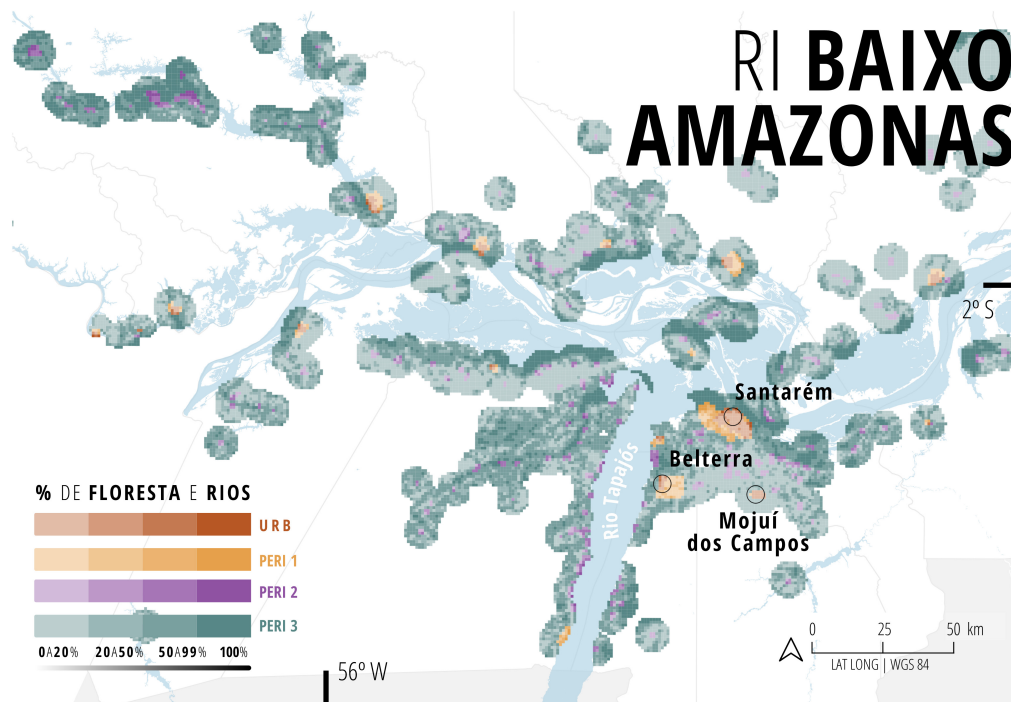 RI BAIXO
AMAZONAS
2º S
Santarém
Belterra
Rio Tapajós
Mojuí
dos Campos
% DE FLORESTA E RIOS
URB
PERI 1
PERI 2
PERI 3
0A20% 20A50% 50A99% 100%
0 25 50 km
LAT LONG | WGS 84
56º W